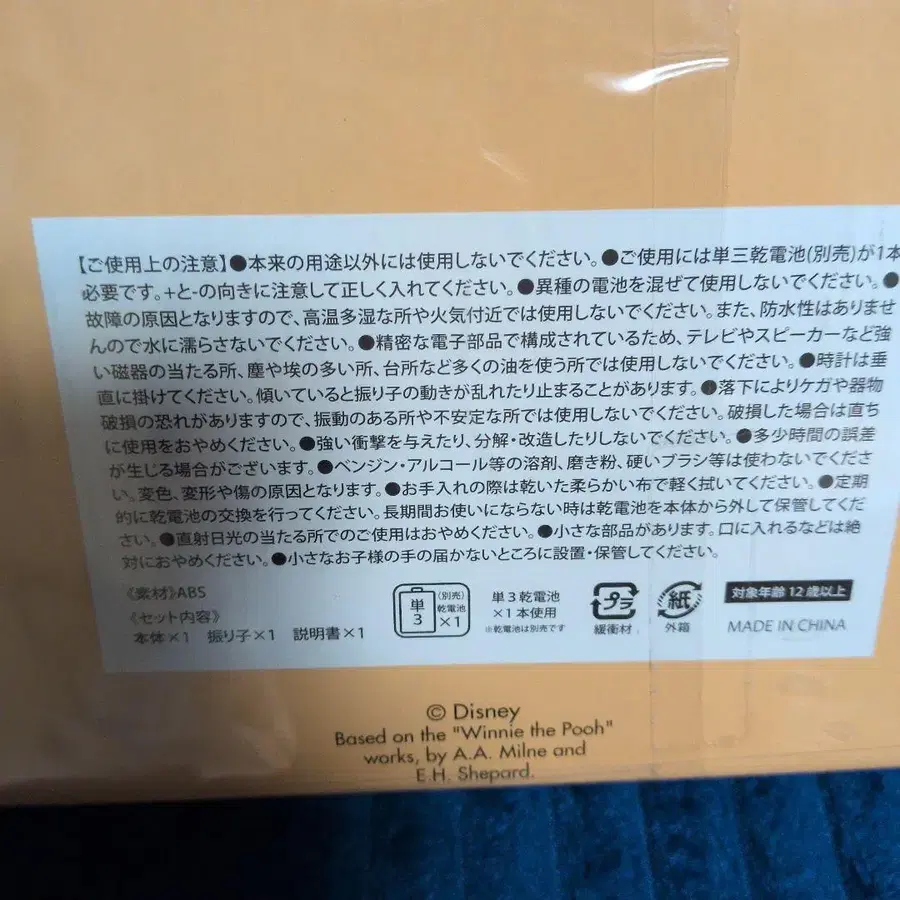 【ご使用上の注意】●本来の用途以外には使用しないでください。●ご使用には単三乾電池(別売)が1本
必要です。+と-の向きに注意して正しく入れてください。●異種の電池を混ぜて使用しないでください。●
故障の原因となりますので、高温多湿な所や火気付近では使用しないでください。また、防水性はありませ
んので水に濡らさないでください。●精密な電子部品で構成されているため、テレビやスピーカーなど強
い磁器の当たる所、塵や埃の多い所、台所など多くの油を使う所では使用しないでください。●時計は垂
直に掛けてください。傾いていると振り子の動きが乱れたり止まることがあります。●落下によりケガや器物
破損の恐れがありますので、振動のある所や不安定な所では使用しないでください。破損した場合は直ち
に使用をおやめください。●強い衝撃を与えたり、分解・改造したりしないでください。●多少時間の誤差
が生じる場合がございます。●ベンジン・アルコール等の溶剤、磨き粉、硬いブラシ等は使わないでくださ
い。変色、変形や傷の原因となります。●お手入れの際は乾いた柔らかい布で軽く拭いてください。●定期
的に乾電池の交換を行ってください。長期間お使いにならない時は乾電池を本体から外して保管してくだ
さい。●直射日光の当たる所でのご使用はおやめください。●小さな部品があります。口に入れるなどは絶
対におやめください。●小さなお子様の手の届かないところに設置・保管してください。
《素材》ABS
《セット内容》
本体×1 振り子×1 説明書×1
単3
(別売)
乾電池
×1
単3乾電池
×1本使用
※乾電池は別売です
プラ
緩衝材
紙
外箱
対象年齢12歳以上
MADE IN CHINA
© Disney
Based on the "Winnie the Pooh"
works, by A.A. Milne and
E.H. Shepard.